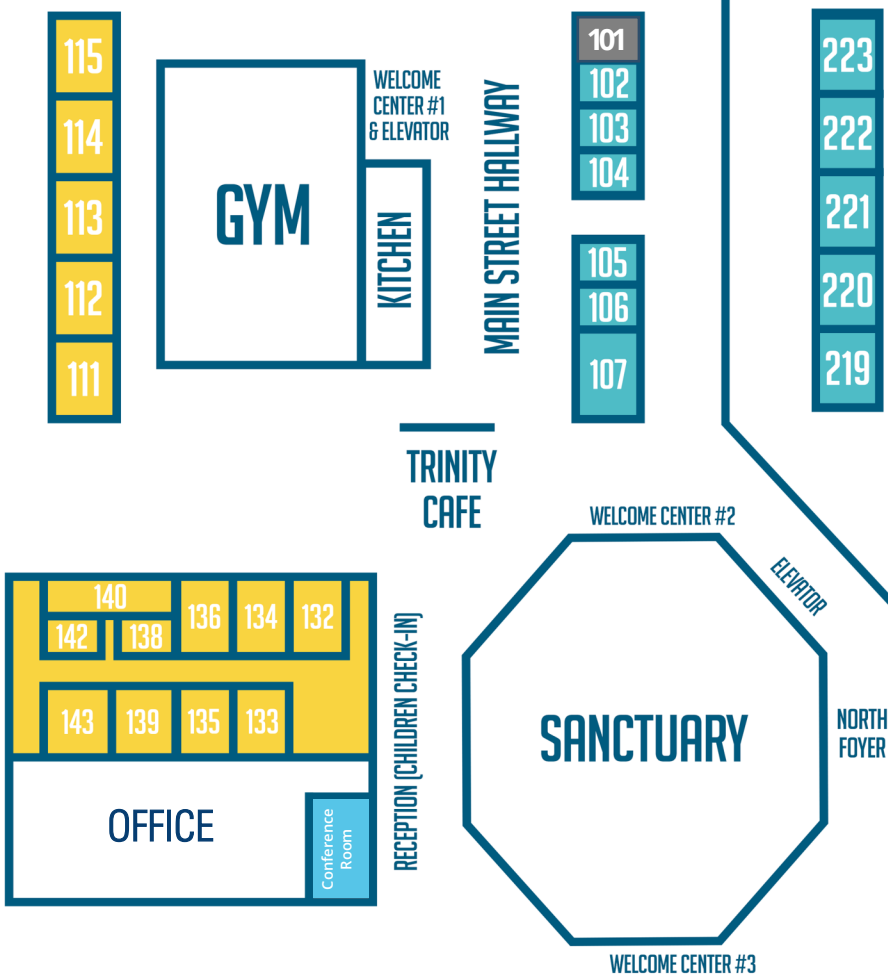 115
114
113
112
111
GYM
WELCOME
CENTER #1
& ELEVATOR
KITCHEN
MAIN STREET HALLWAY
101
102
103
104
105
106
107
223
222
221
220
219
TRINITY
CAFE
WELCOME CENTER #2
ELEVATOR
140
142
138
136
134
132
143
139
135
133
RECEPTION (CHILDREN CHECK-IN)
SANCTUARY
NORTH
FOYER
OFFICE
Conference
Room
WELCOME CENTER #3